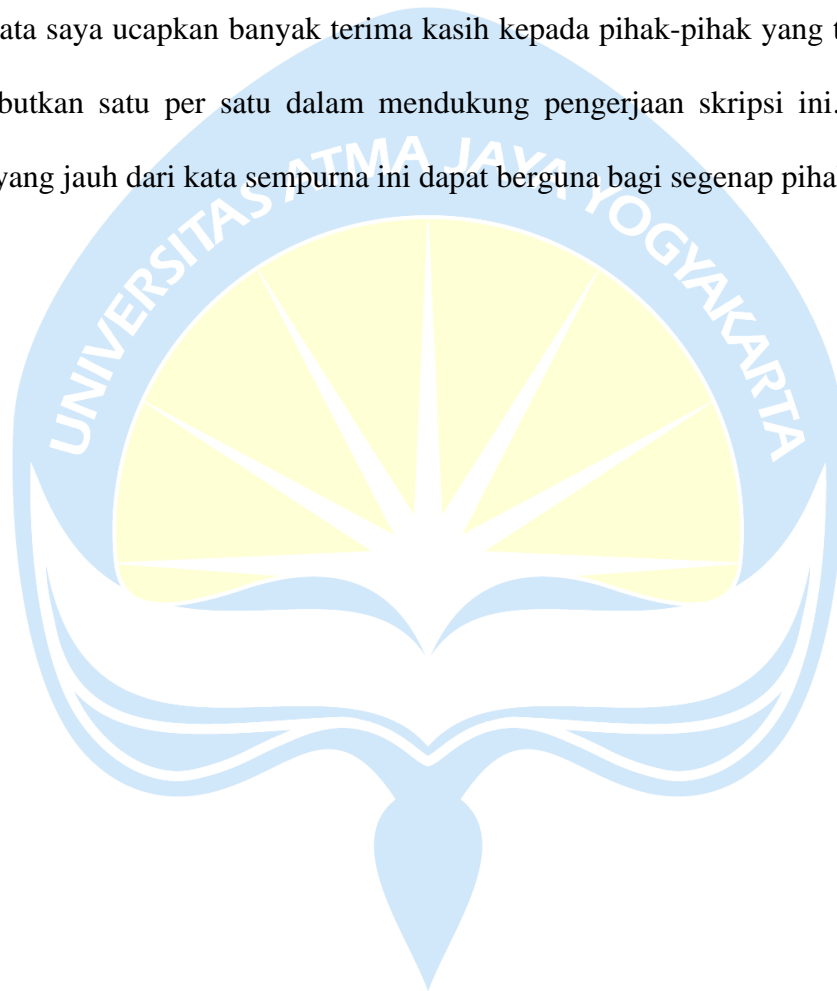 ata saya ucapkan banyak terima kasih kepada pihak-pihak yang t
butkan satu per satu dalam mendukung pengerjaan skripsi ini.
yang jauh dari kata sempurna ini dapat berguna bagi segenap piha
UNIVERSITAS ATMA JAYA YOGYAKARTA